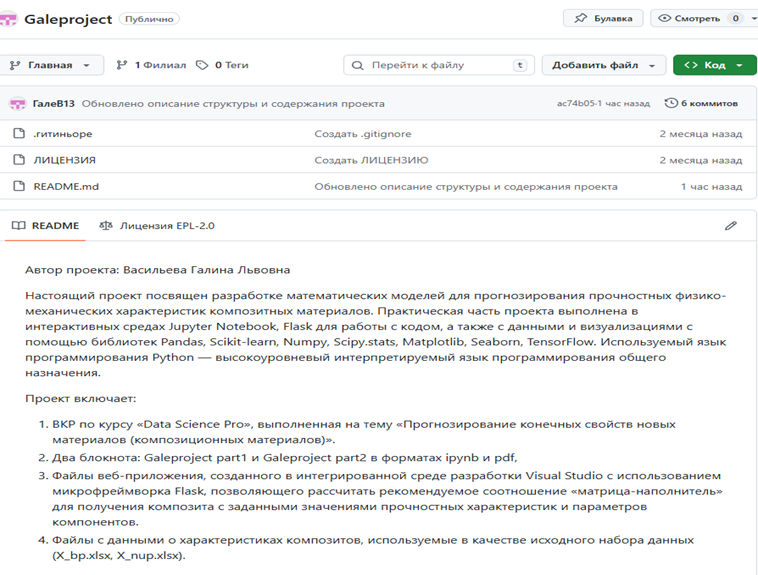 Galeproject Публично Булавка Смотреть 0
Главная 1 Филиал 0 Теги Перейти к файлу t Добавить файл <> Код
ГалеВ13 Обновлено описание структуры и содержания проекта ac74b05·1 час назад 6 коммитов
.гитиньоре Создать .gitignore 2 месяца назад
ЛИЦЕНЗИЯ Создать ЛИЦЕНЗИЮ 2 месяца назад
README.md Обновлено описание структуры и содержания проекта 1 час назад
README Лицензия EPL-2.0
Автор проекта: Васильева Галина Львовна
Настоящий проект посвящен разработке математических моделей для прогнозирования прочностных физико-
механических характеристик композитных материалов. Практическая часть проекта выполнена в
интерактивных средах Jupyter Notebook, Flask для работы с кодом, а также с данными и визуализациями с
помощью библиотек Pandas, Scikit-learn, Numpy, Scipy.stats, Matplotlib, Seaborn, TensorFlow. Используемый язык
программирования Python — высокоуровневый интерпретируемый язык программирования общего
назначения.
Проект включает:
1. ВКР по курсу «Data Science Pro», выполненная на тему «Прогнозирование конечных свойств новых
материалов (композиционных материалов)».
2. Два блокнота: Galeproject part1 и Galeproject part2 в форматах ipynb и pdf,
3. Файлы веб-приложения, созданного в интегрированной среде разработки Visual Studio с использованием
микрофреймворка Flask, позволяющего рассчитать рекомендуемое соотношение «матрица-наполнитель»
для получения композита с заданными значениями прочностных характеристик и параметров
компонентов.
4. Файлы с данными о характеристиках композитов, используемые в качестве исходного набора данных
(X_bp.xlsx, X_nup.xlsx).